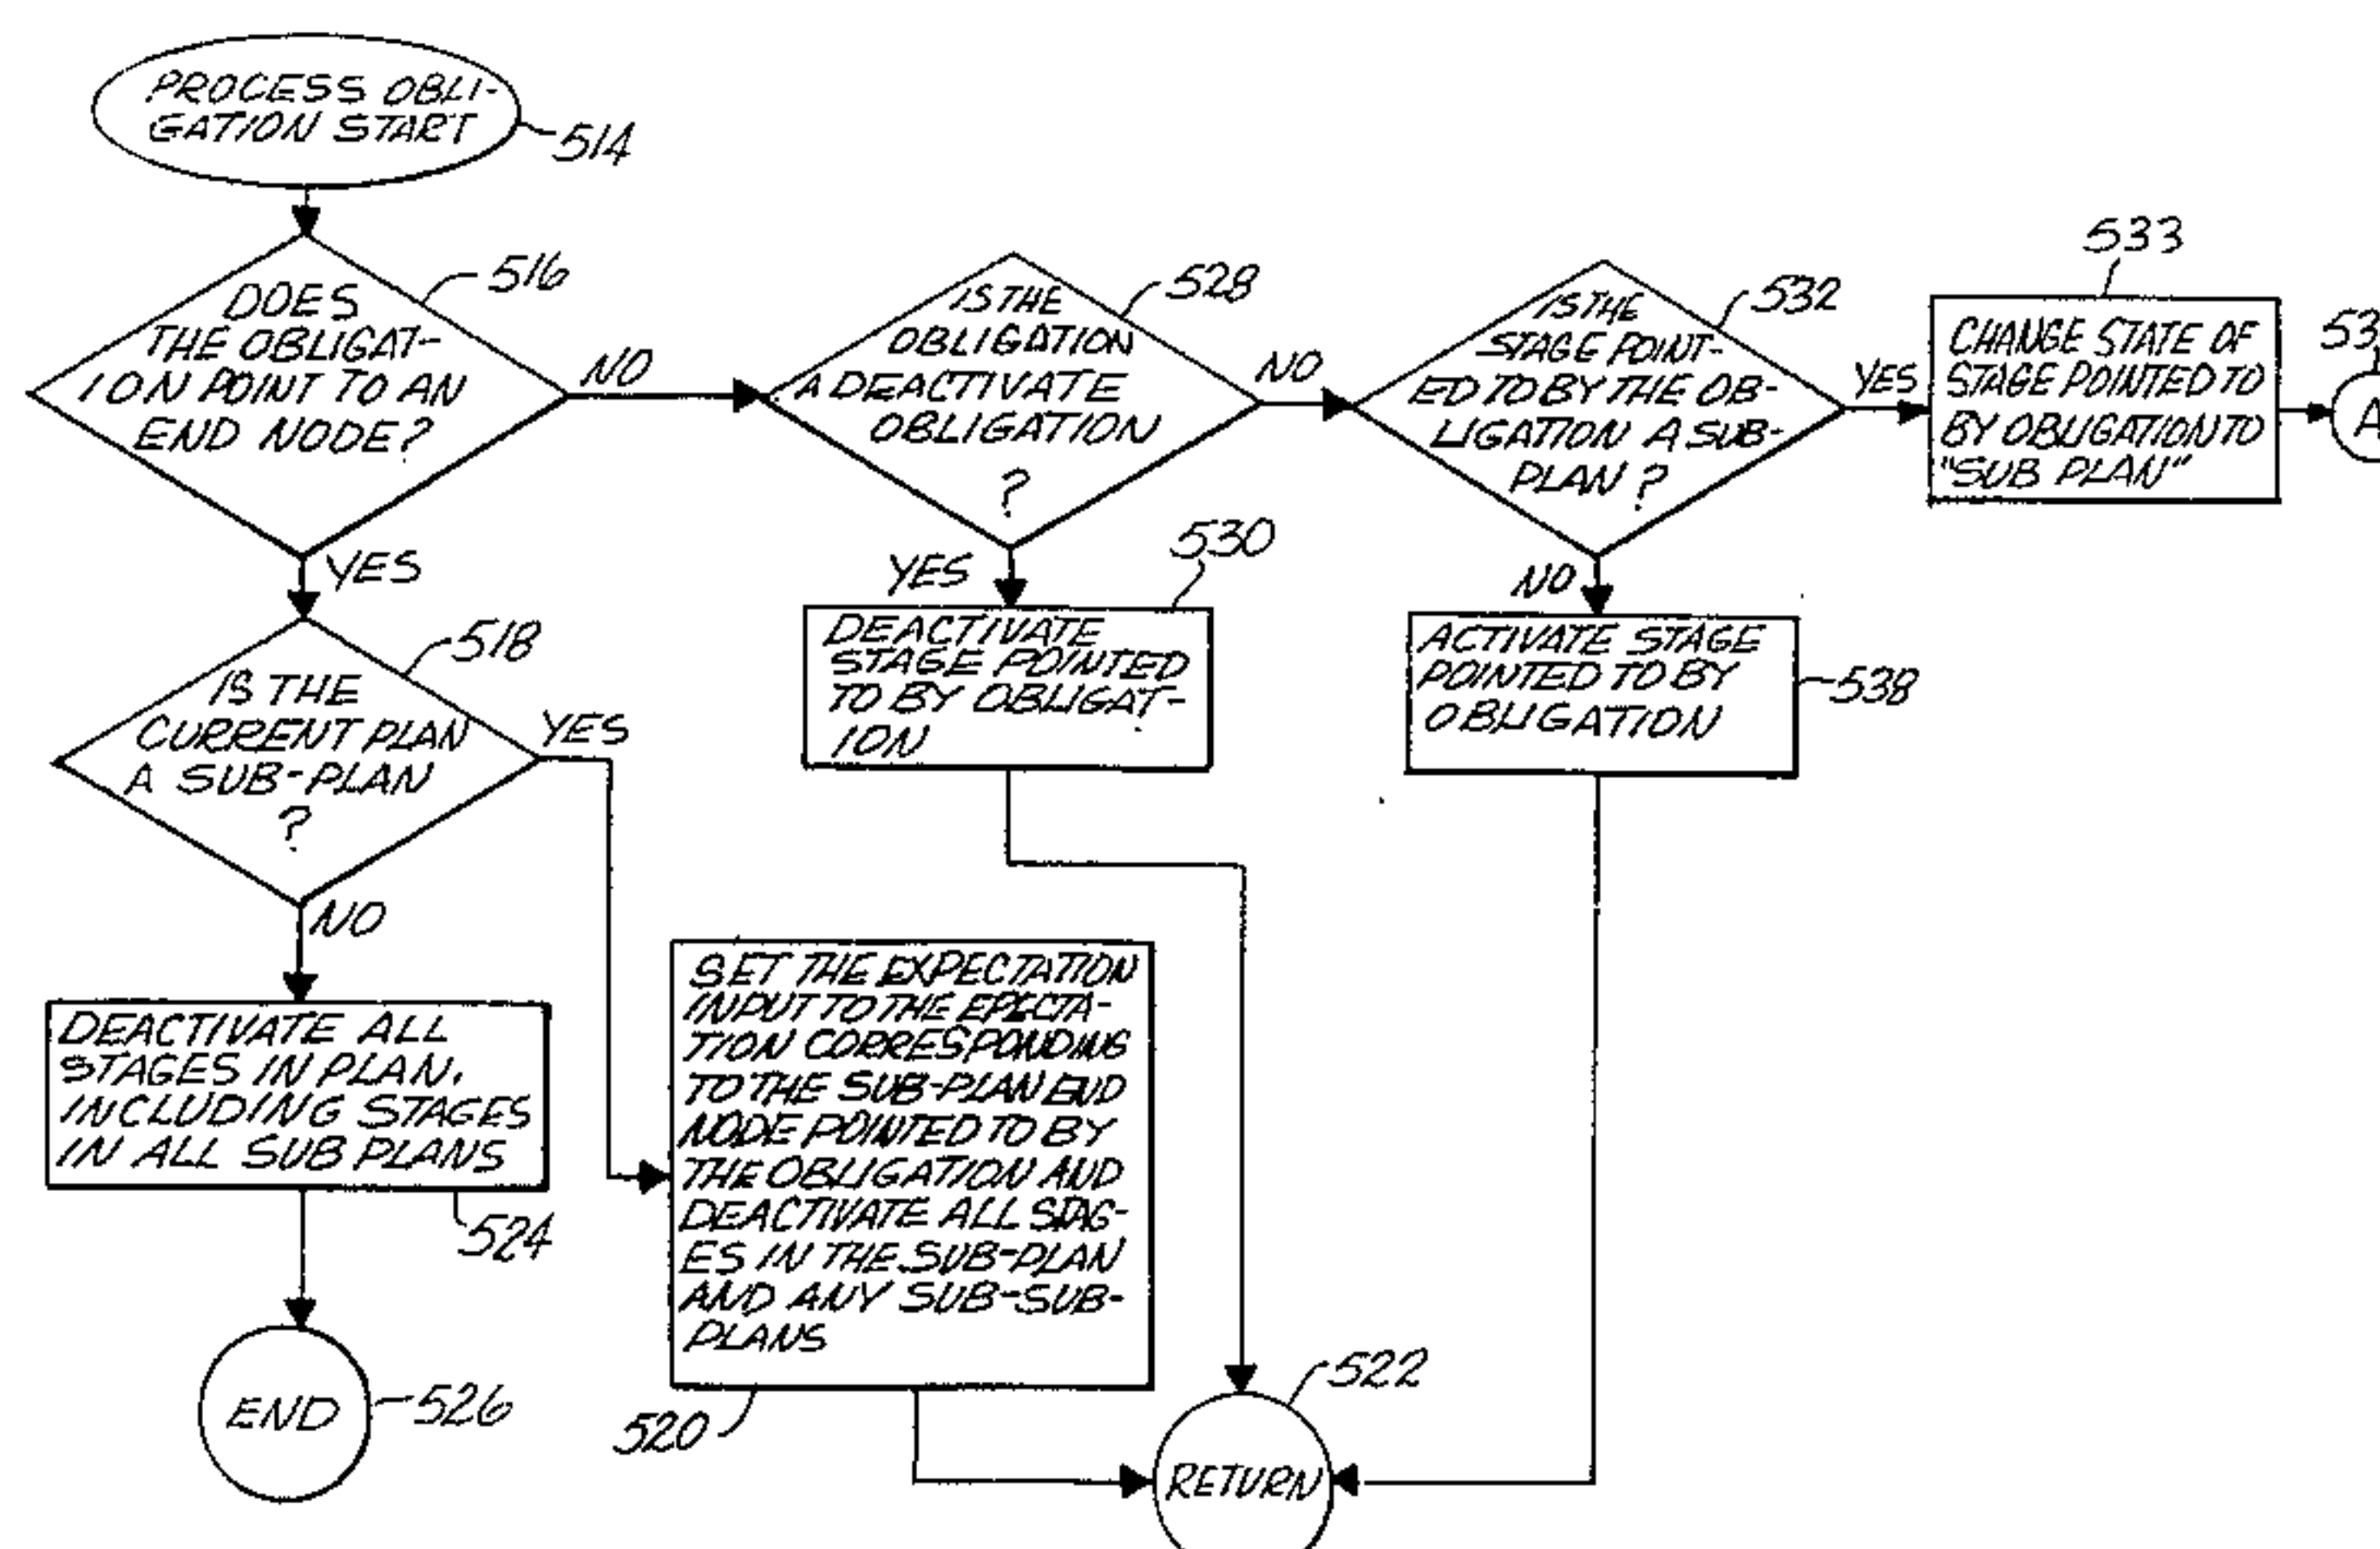 PROCESS OBLI-
GATION START
514
DOES
THE OBLIGAT-
ION POINT TO AN
END NODE?
516
NO
YES
IS THE
OBLIGATION
A DEACTIVATE
OBLIGATION
?
528
NO
YES
IS THE
STAGE POINT-
ED TO BY THE OB-
LIGATION A SUB-
PLAN?
532
YES
NO
533
CHANGE STATE OF
STAGE POINTED TO
BY OBLIGATION TO
"SUB PLAN"
A
530
DEACTIVATE
STAGE POINTED
TO BY OBLIGAT-
ION
ACTIVATE STAGE
POINTED TO BY
OBLIGATION
538
518
IS THE
CURRENT PLAN
A SUB-PLAN
?
YES
NO
DEACTIVATE ALL
STAGES IN PLAN.
INCLUDING STAGES
IN ALL SUB PLANS
524
END
526
SET THE EXPECTATION
INPUT TO THE EPECTA-
TION CORRESPONDING
TO THE SUB-PLAN END
NODE POINTED TO BY
THE OBLIGATION AND
DEACTIVATE ALL STAG-
ES IN THE SUB-PLAN
AND ANY SUB-SUB-
PLANS
520
522
RETURN